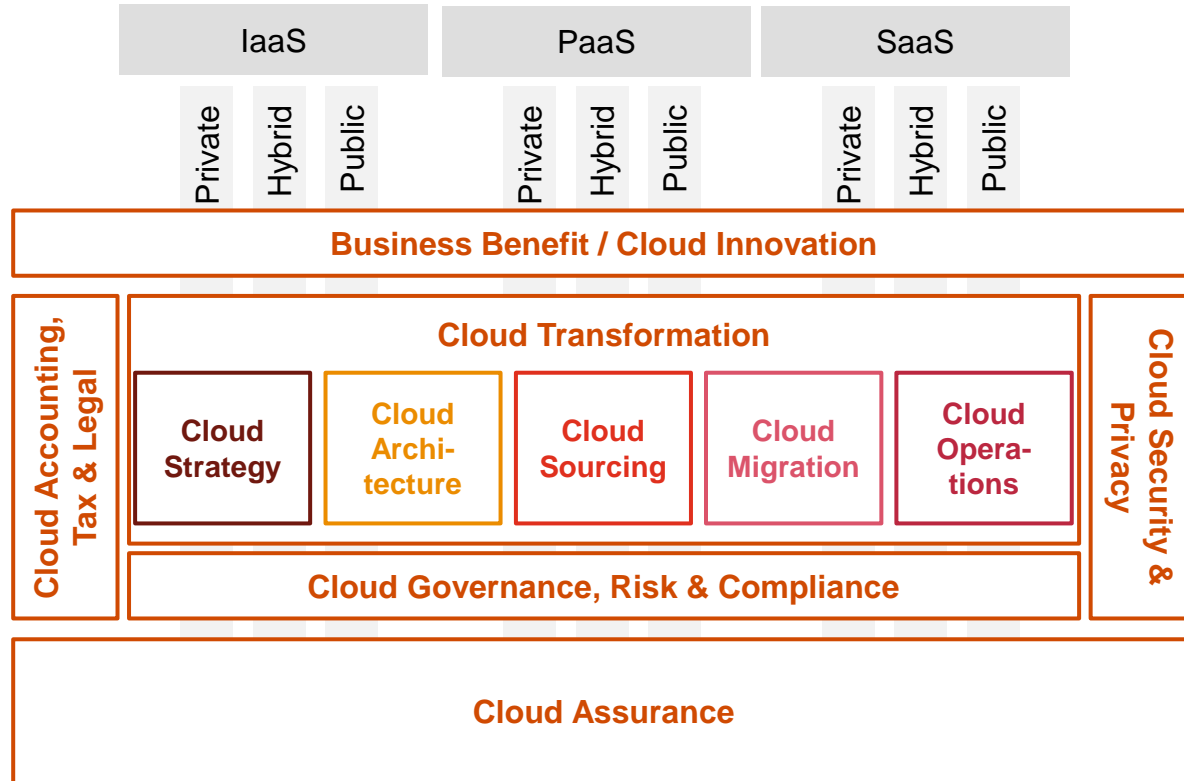 IaaS
PaaS
SaaS
Private
Hybrid
Public
Private
Hybrid
Public
Private
Hybrid
Public
Business Benefit / Cloud Innovation
Cloud Accounting,
Tax & Legal
Cloud Transformation
Cloud
Strategy
Cloud
Archi-
tecture
Cloud
Sourcing
Cloud
Migration
Cloud
Opera-
tions
Cloud Security &
Privacy
Cloud Governance, Risk & Compliance
Cloud Assurance